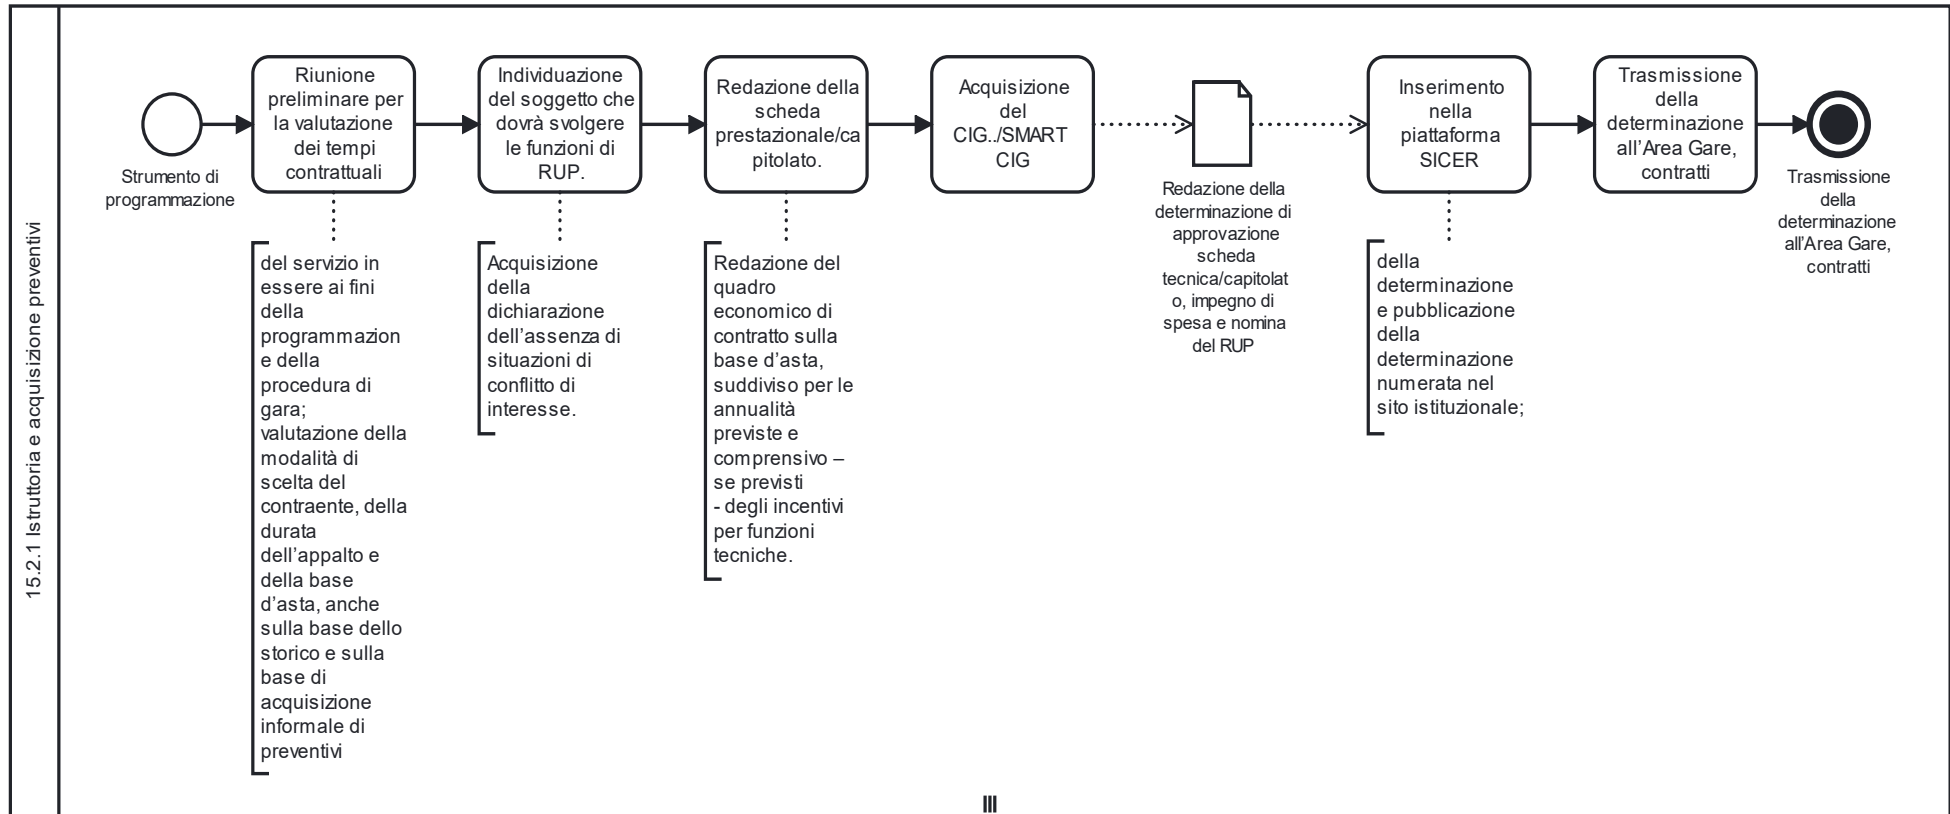 15.2.1 Istruttoria e acquisizione preventivi
Strumento di
programmazione
Riunione
preliminare per
la valutazione
dei tempi
contrattuali
del servizio in
essere ai fini
della
programmazion
e della
procedura di
gara;
valutazione della
modalità di
scelta del
contraente, della
durata
dell'appalto e
della base
d'asta, anche
sulla base dello
storico e sulla
base di
acquisizione
informale di
preventivi
Individuazione
del soggetto che
dovrà svolgere
le funzioni di
RUP.
Acquisizione
della
dichiarazione
dell'assenza di
situazioni di
conflitto di
interesse.
Redazione della
scheda
prestazionale/ca
pitolato.
Redazione del
quadro
economico di
contratto sulla
base d'asta,
suddiviso per le
annualità
previste e
comprensivo –
se previsti
- degli incentivi
per funzioni
tecniche.
Acquisizione
del
CIG../SMART
CIG
Redazione della
determinazione di
approvazione
scheda
tecnica/capitolat
o, impegno di
spesa e nomina
del RUP
Inserimento
nella
piattaforma
SICER
della
determinazione
e pubblicazione
della
determinazione
numerata nel
sito istituzionale;
Trasmissione
della
determinazione
all'Area Gare,
contratti
Trasmissione
della
determinazione
all'Area Gare,
contratti